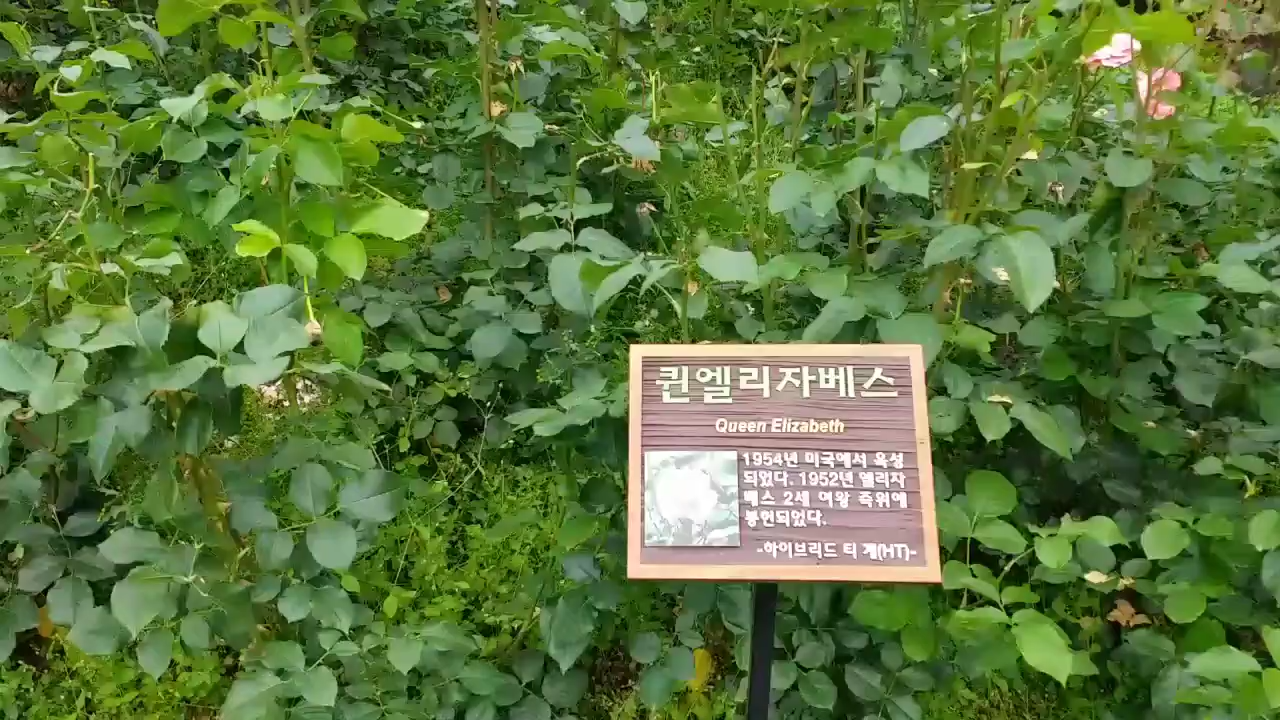 퀸엘리자베스
Queen Elizabeth
1954년 미국에서 육성
되었다. 1952년 엘리자
베스 2세 여왕 즉위에
봉헌되었다.
-하이브리드 티 계(HT)-